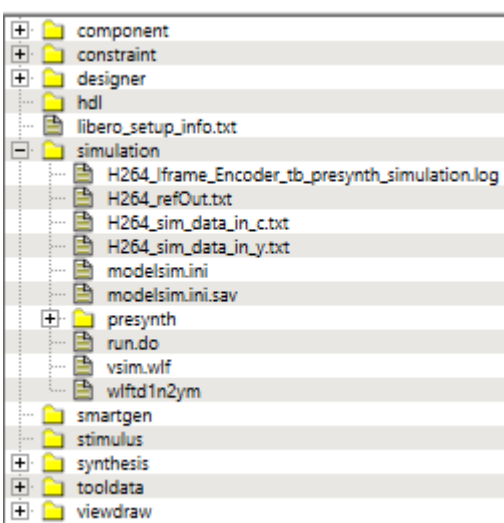 component
constraint
designer
hdl
libero_setup_info.txt
simulation
H264_Iframe_Encoder_tb_presynth_simulation.log
H264_refOut.txt
H264_sim_data_in_c.txt
H264_sim_data_in_y.txt
modelsim.ini
modelsim.ini.sav
presynth
run.do
vsim.wlf
wlftd1n2ym
smartgen
stimulus
synthesis
tooldata
viewdraw